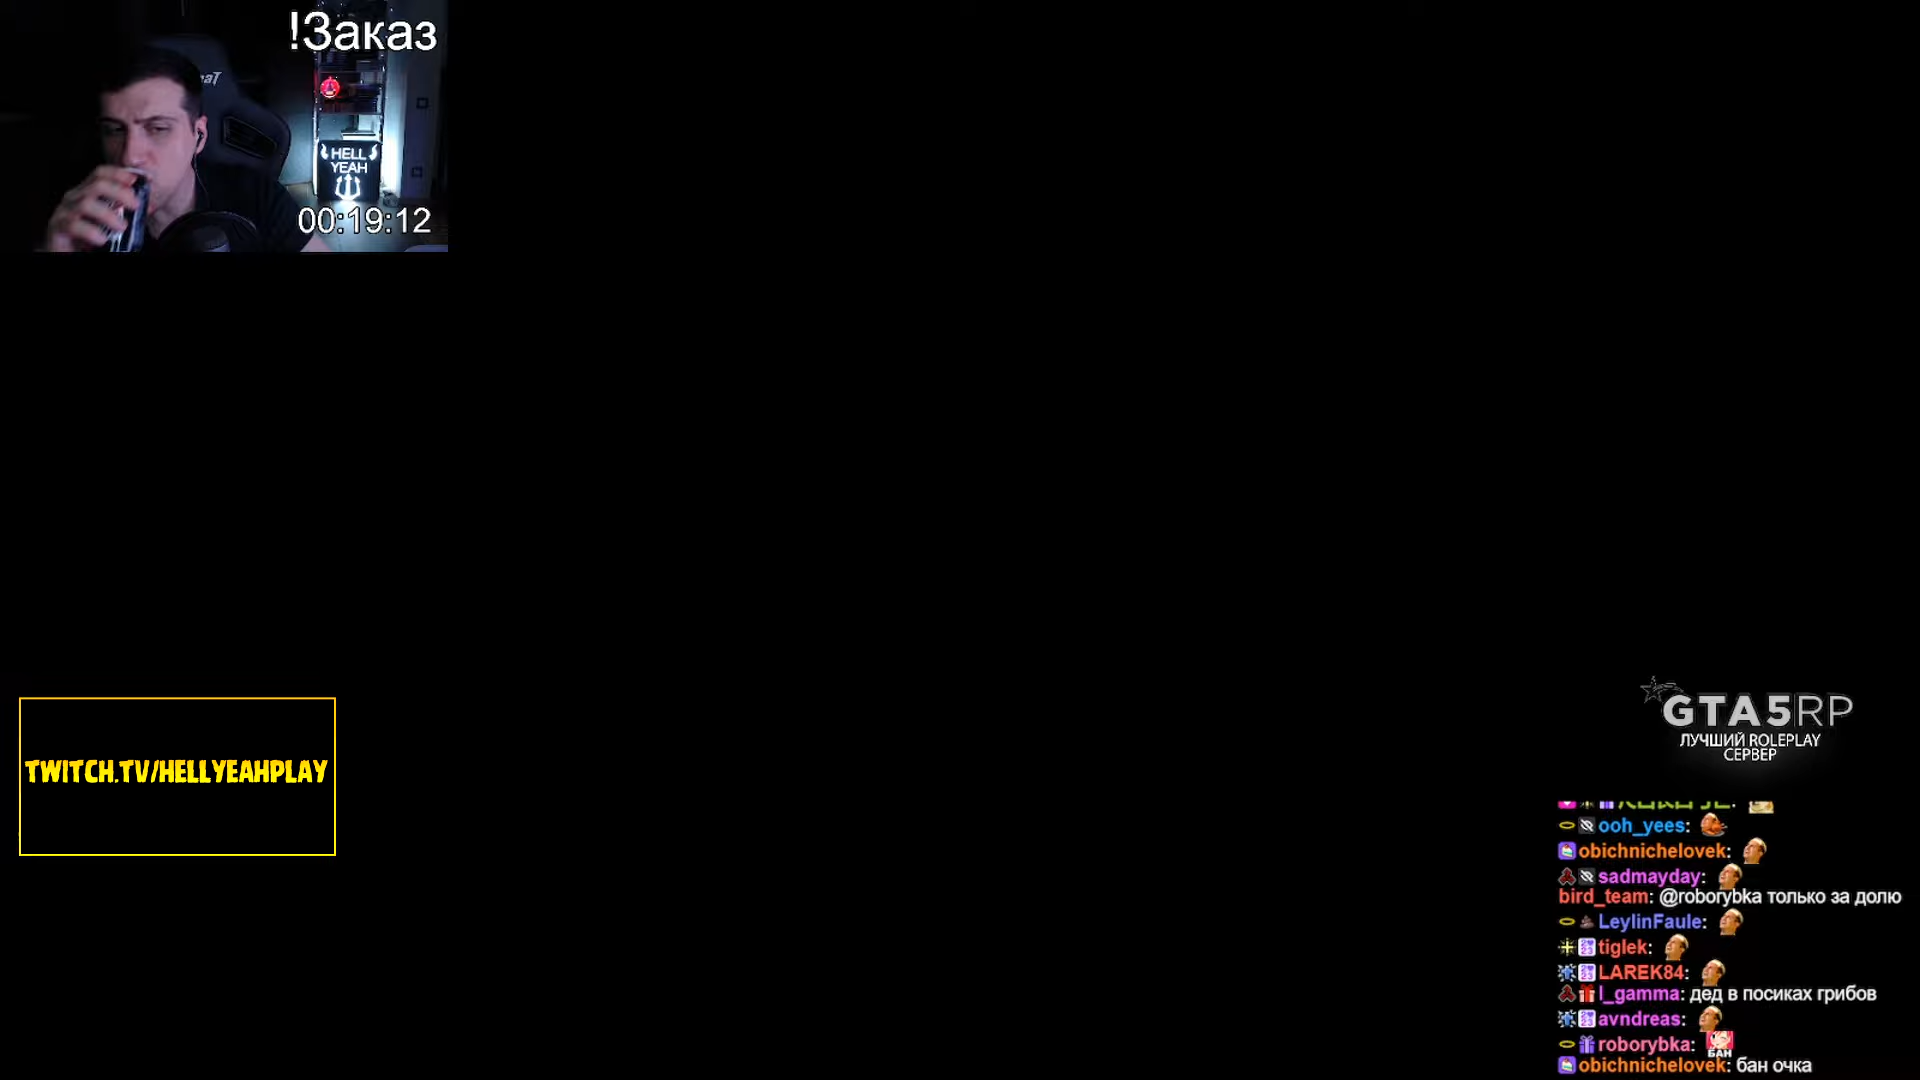 !Заказ
HELL
YEAH
00:19:12
TWITCH.TV/HELLYEAHPLAY
GTA5RP
ЛУЧШИЙ ROLEPLAY
СЕРВЕР
ooh_yees:
obichnichelovek:
sadmayday:
bird_team: @roborybka только за долю
LeylinFaule:
tiglek:
LAREK84:
l_gamma: дед в посиках грибов
avndreas:
roborybka: БАН
obichnichelovek: бан очка